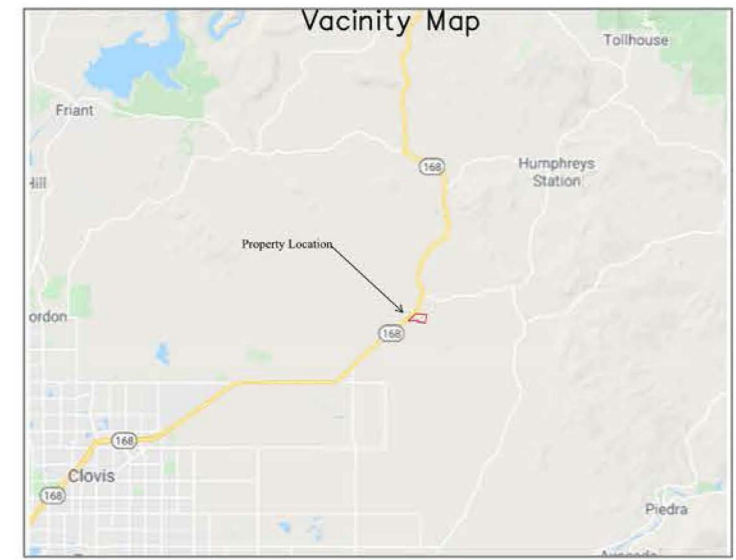 Vacinity Map
Tollhouse
Friant
168
Humphreys
Station
Hill
Property Location
ordon
168
168
Clovis
168
Piedra